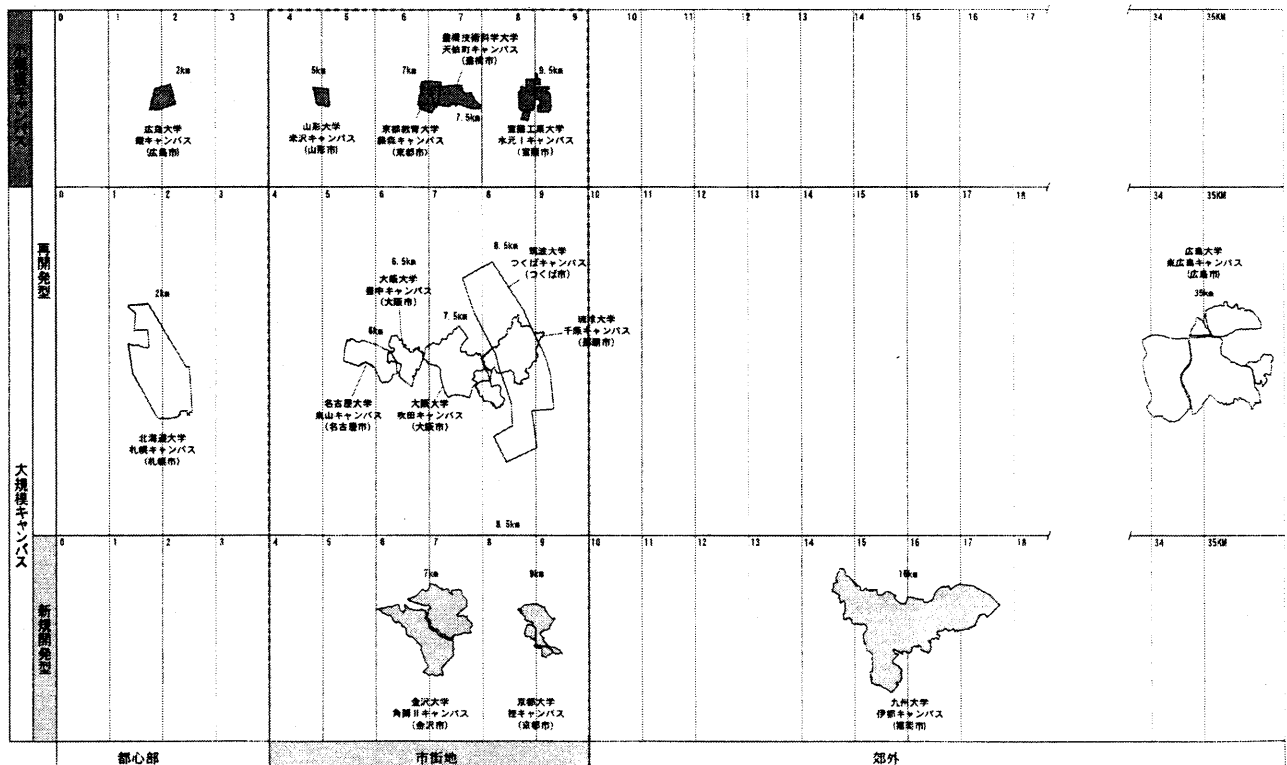 0 1 2 3 4 5 6 7 8 9 10 11 12 13 14 15 16 17 34 35KM
2km
広島大学
霞キャンパス
(広島市)
5km
山形大学
米沢キャンパス
(山形市)
7km
京都教育大学
藤森キャンパス
(京都市)
豊橋技術科学大学
天伯町キャンパス
(豊橋市)
7.5km
9.5km
室蘭工業大学
水元Iキャンパス
(室蘭市)
大規模キャンパス
再開発型
0 1 2 3 4 5 6 7 8 9 10 11 12 13 14 15 16 17 18 34 35KM
2km
北海道大学
札幌キャンパス
(札幌市)
6km
名古屋大学
東山キャンパス
(名古屋市)
6.5km
大阪大学
豊中キャンパス
(大阪市)
7.5km
大阪大学
吹田キャンパス
(大阪市)
8.5km
筑波大学
つくばキャンパス
(つくば市)
琉球大学
千原キャンパス
(那覇市)
8.5km
広島大学
東広島キャンパス
(広島市)
35km
新規開発型
0 1 2 3 4 5 6 7 8 9 10 11 12 13 14 15 16 17 18 34 35KM
7km
金沢大学
角間IIキャンパス
(金沢市)
9km
京都大学
桂キャンパス
(京都市)
16km
九州大学
伊都キャンパス
(福岡市)
都心部
市街地
郊外